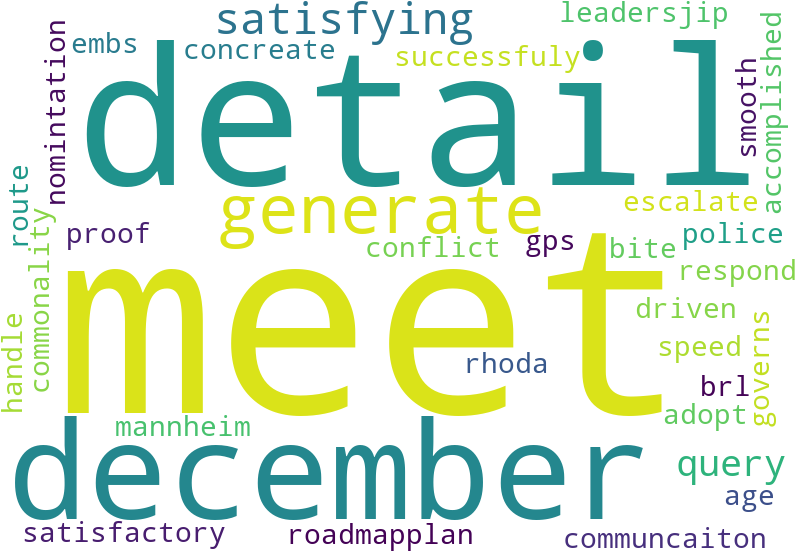 satisfying
leadersjip
embs
concreate
successfuly
detail
nomintation
smooth
accomplished
route
generate
escalate
commonality
proof
conflict
gps
bite
police
respond
meet
handle
driven
speed
governs
rhoda
brl
mannheim
adopt
december
query
age
satisfactory
roadmapplan
communcaiton